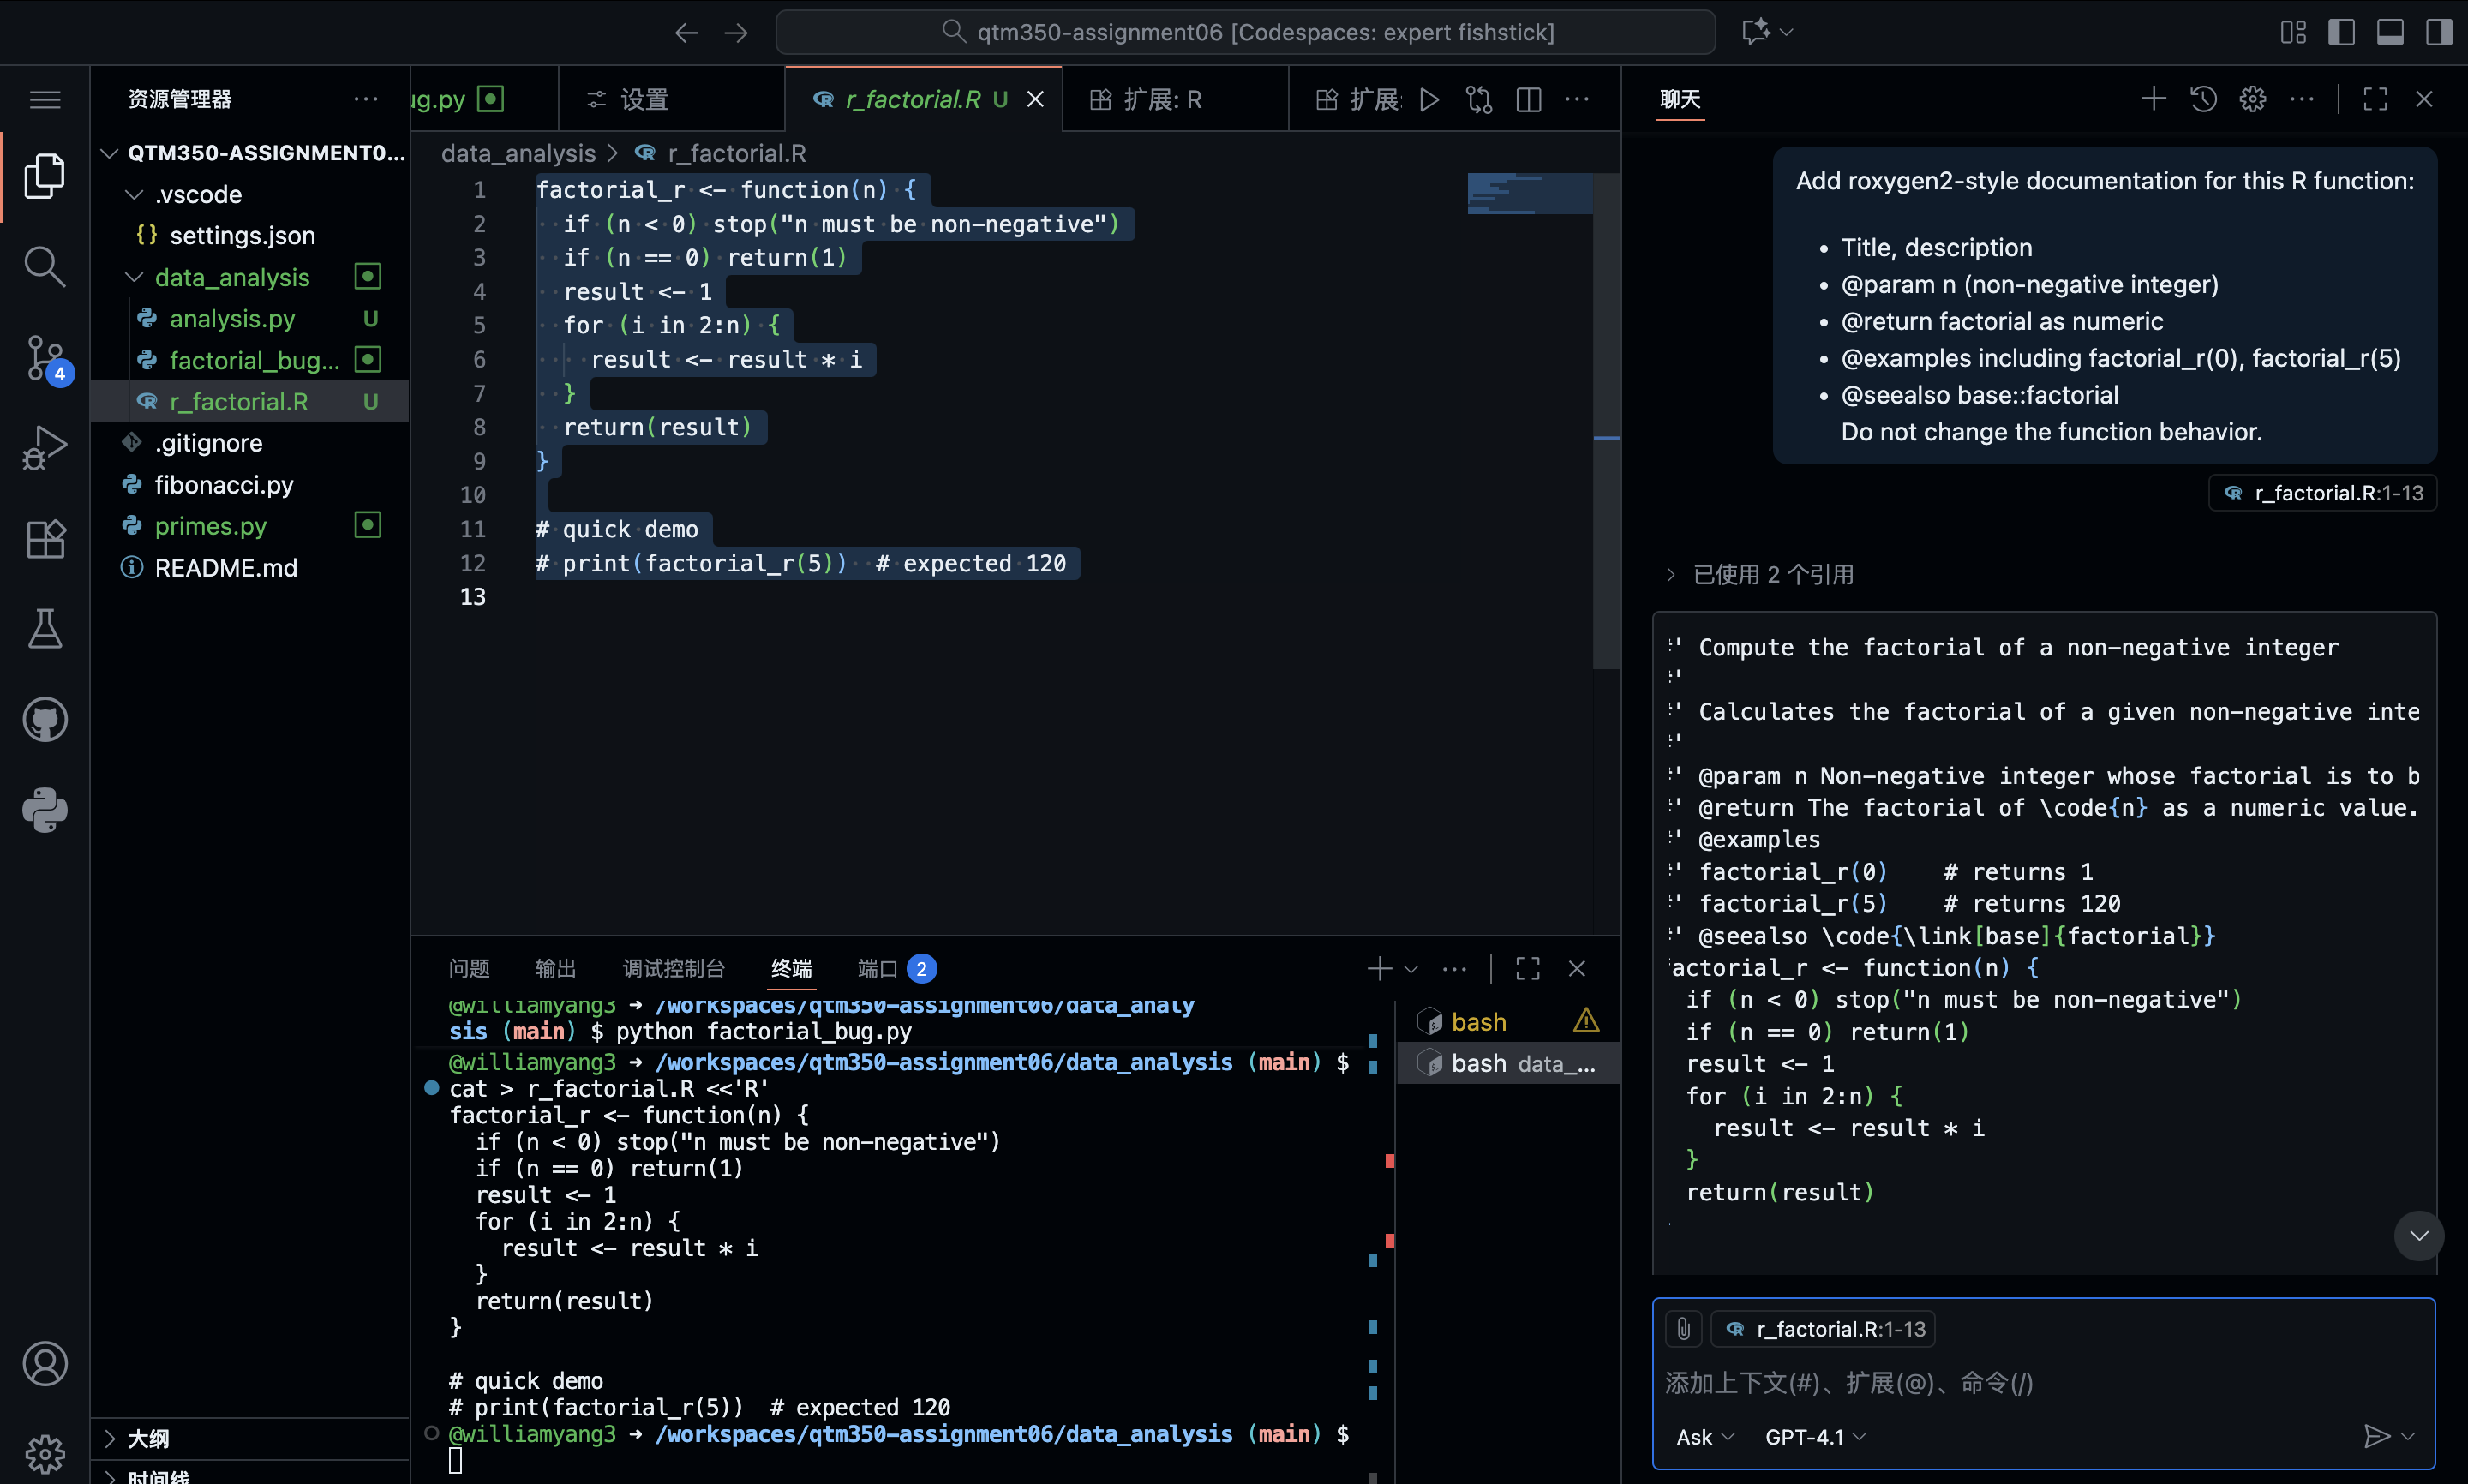 qtm350-assignment06 [Codespaces: expert fishstick]
资源管理器
QTM350-ASSIGNMENT0...
.vscode
{} settings.json
data_analysis
analysis.py U
factorial_bug...
r_factorial.R U
.gitignore
fibonacci.py
primes.py
README.md
大纲
时间线
4
ug.py
设置
r_factorial.R U
扩展: R
扩展:
data_analysis > r_factorial.R
1 factorial_r <- function(n) {
2   if (n < 0) stop("n must be non-negative")
3   if (n == 0) return(1)
4   result <- 1
5   for (i in 2:n) {
6     result <- result * i
7   }
8   return(result)
9 }
10
11 # quick demo
12 # print(factorial_r(5))  # expected 120
13
问题 输出 调试控制台 终端 端口 2
@williamyang3 ➜ /workspaces/qtm350-assignment06/data_analy
sis (main) $ python factorial_bug.py
@williamyang3 ➜ /workspaces/qtm350-assignment06/data_analysis (main) $
cat > r_factorial.R <<'R'
factorial_r <- function(n) {
  if (n < 0) stop("n must be non-negative")
  if (n == 0) return(1)
  result <- 1
  for (i in 2:n) {
    result <- result * i
  }
  return(result)
}
# quick demo
# print(factorial_r(5))  # expected 120
@williamyang3 ➜ /workspaces/qtm350-assignment06/data_analysis (main) $
bash
bash data_...
聊天
Add roxygen2-style documentation for this R function:
• Title, description
• @param n (non-negative integer)
• @return factorial as numeric
• @examples including factorial_r(0), factorial_r(5)
• @seealso base::factorial
Do not change the function behavior.
r_factorial.R:1-13
已使用 2 个引用
#' Compute the factorial of a non-negative integer
#'
#' Calculates the factorial of a given non-negative inte
#'
#' @param n Non-negative integer whose factorial is to b
#' @return The factorial of \code{n} as a numeric value.
#' @examples
#' factorial_r(0)    # returns 1
#' factorial_r(5)    # returns 120
#' @seealso \code{\link[base]{factorial}}
actorial_r <- function(n) {
  if (n < 0) stop("n must be non-negative")
  if (n == 0) return(1)
  result <- 1
  for (i in 2:n) {
    result <- result * i
  }
  return(result)
r_factorial.R:1-13
添加上下文(#)、扩展(@)、命令(/)
Ask GPT-4.1